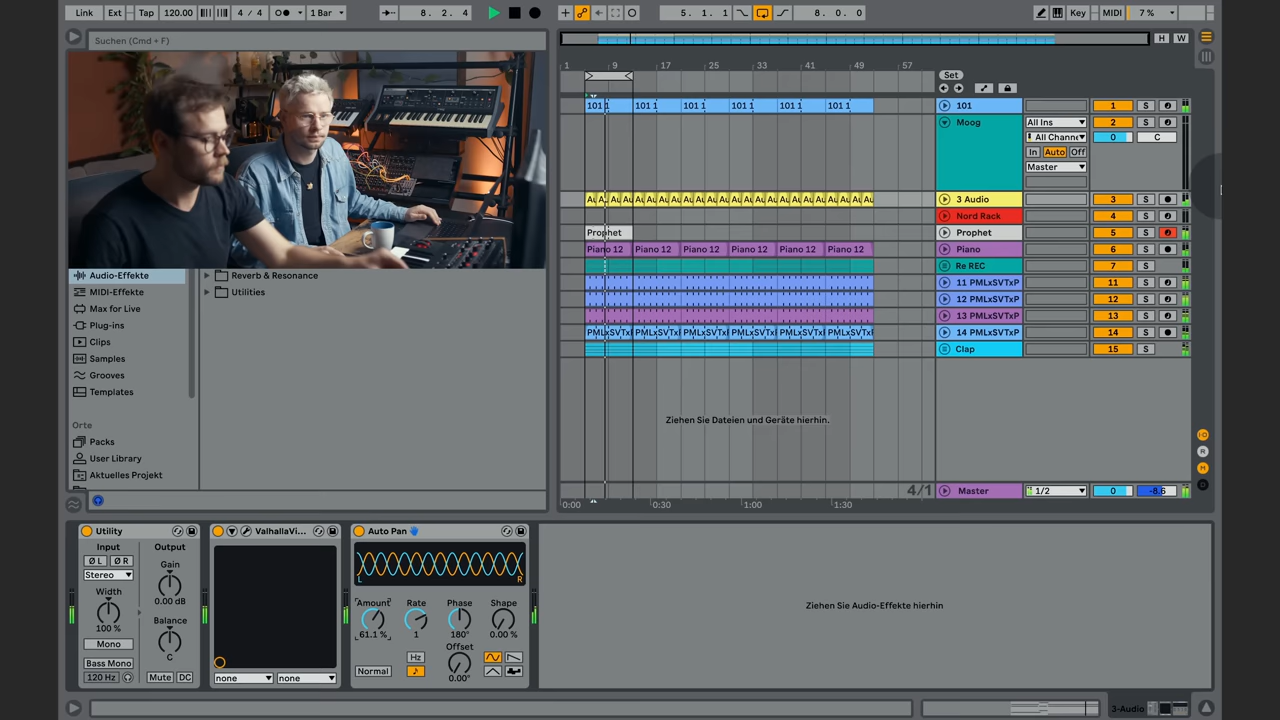 Link Ext Tap 120.00 4 / 4 1 Bar 8. 2. 4 5. 1. 1 8. 0. 0 Key MIDI 7 %
Suchen (Cmd + F)
H W
1 9 17 25 33 41 49 57
Set
101 1 101 1 101 1 101 1 101 1 101 1 101 1 S
Moog All Ins 2 S
All Channe 0 C
In Auto Off
Master
3 Audio 3 S
Nord Rack 4 S
Prophet Prophet 5 S
Piano 12 Piano 12 Piano 12 Piano 12 Piano 12 Piano 12 Piano 6 S
Re REC 7 S
11 PMLxSVTxP 11 S
12 PMLxSVTxP 12 S
13 PMLxSVTxP 13 S
14 PMLxSVTxP 14 S
Clap 15 S
Audio-Effekte
MIDI-Effekte
Max for Live
Plug-ins
Clips
Samples
Grooves
Templates
Orte
Packs
User Library
Aktuelles Projekt
Reverb & Resonance
Utilities
Ziehen Sie Dateien und Geräte hierhin.
4/1 Master 1/2 0 -8.6
0:00 0:30 1:00 1:30
Utility
Input Output
Ø L Ø R Gain
Stereo
Width 0.00 dB
100 % Balance
Mono
Bass Mono C
120 Hz Mute DC
ValhallaVi...
none none
Auto Pan
L R
Amount Rate Phase Shape
61.1 % 1 180° 0.00 %
Hz Offset
Normal 0.00°
Ziehen Sie Audio-Effekte hierhin
3-Audio